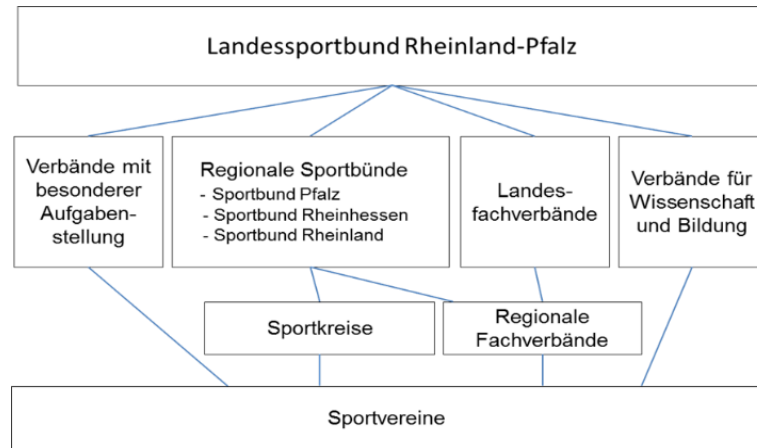 Landessportbund Rheinland-Pfalz
Verbände mit
besonderer
Aufgaben-
stellung
Regionale Sportbünde
- Sportbund Pfalz
- Sportbund Rheinhessen
- Sportbund Rheinland
Landes-
fachverbände
Verbände für
Wissenschaft
und Bildung
Sportkreise
Regionale
Fachverbände
Sportvereine